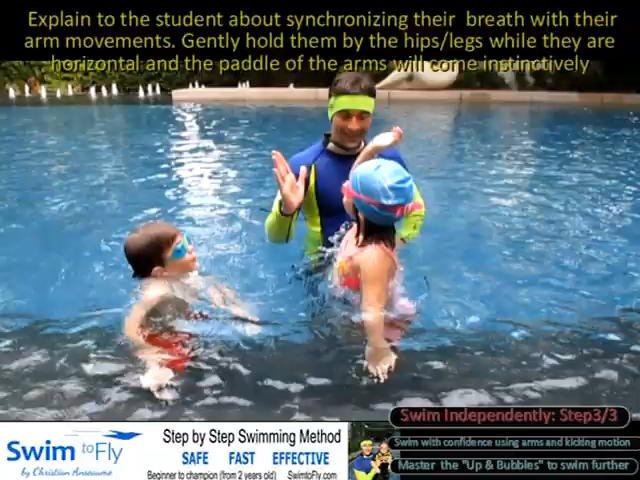 Explain to the student about synchronizing their breath with their
arm movements. Gently hold them by the hips/legs while they are
horizontal and the paddle of the arms will come instinctively
Swim Independently: Step3/3
Swim with confidence using arms and kicking motion
Master the "Up & Bubbles" to swim further
Swim to Fly
by Christian Anseaume
Step by Step Swimming Method
SAFE FAST EFFECTIVE
Beginner to champion (from 2 years old) SwimtoFly.com